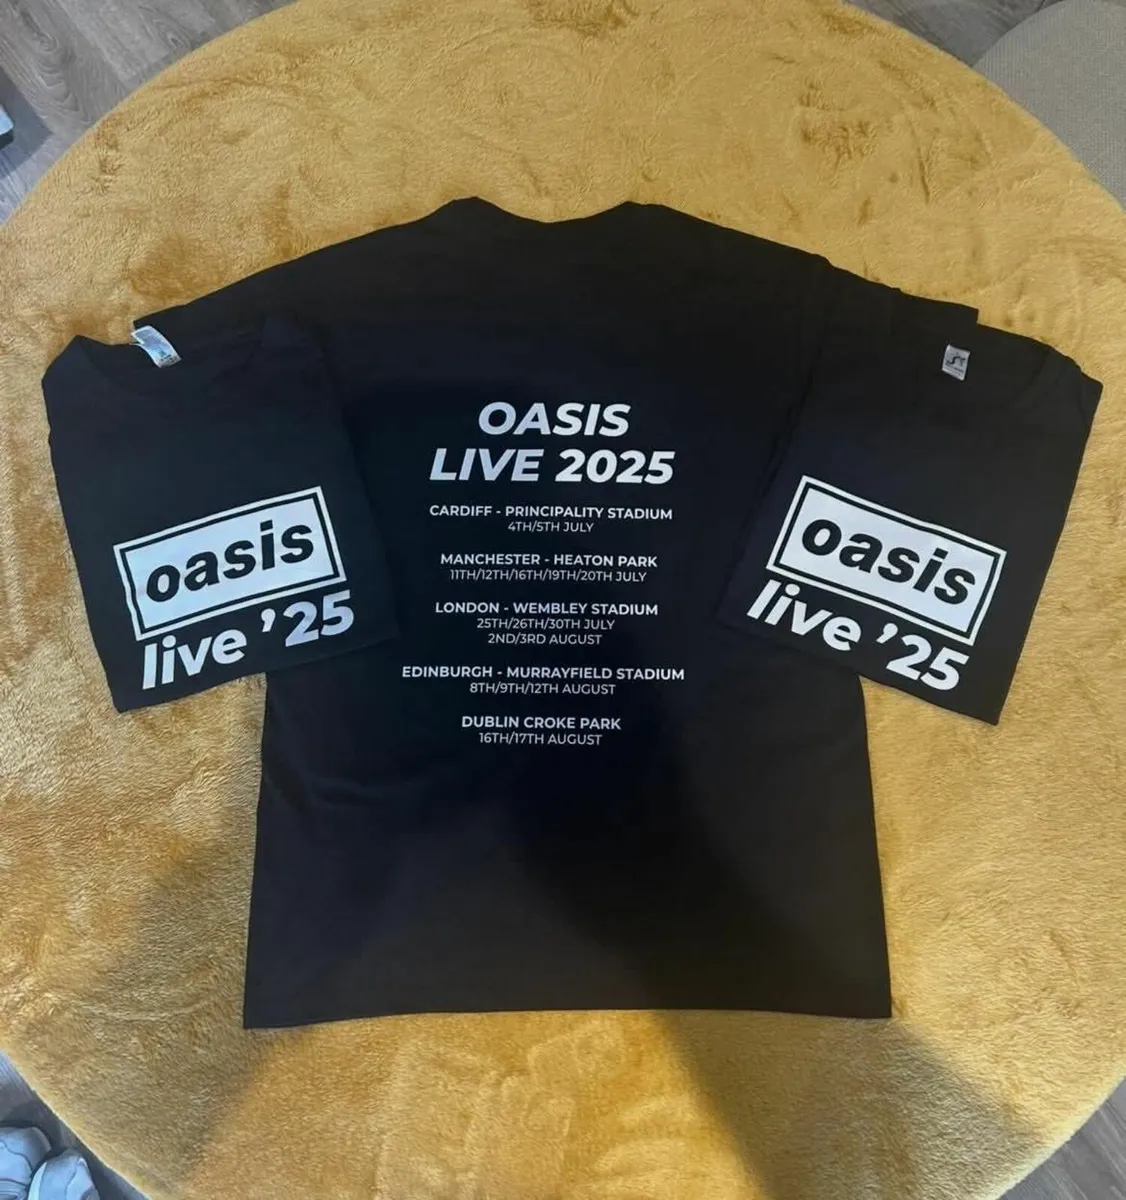 OASIS
LIVE 2025
CARDIFF - PRINCIPALITY STADIUM
4TH/5TH JULY
MANCHESTER - HEATON PARK
11TH/12TH/16TH/19TH/20TH JULY
LONDON - WEMBLEY STADIUM
25TH/26TH/30TH JULY
2ND/3RD AUGUST
EDINBURGH - MURRAYFIELD STADIUM
8TH/9TH/12TH AUGUST
DUBLIN CROKE PARK
16TH/17TH AUGUST
oasis
live '25
oasis
live '25